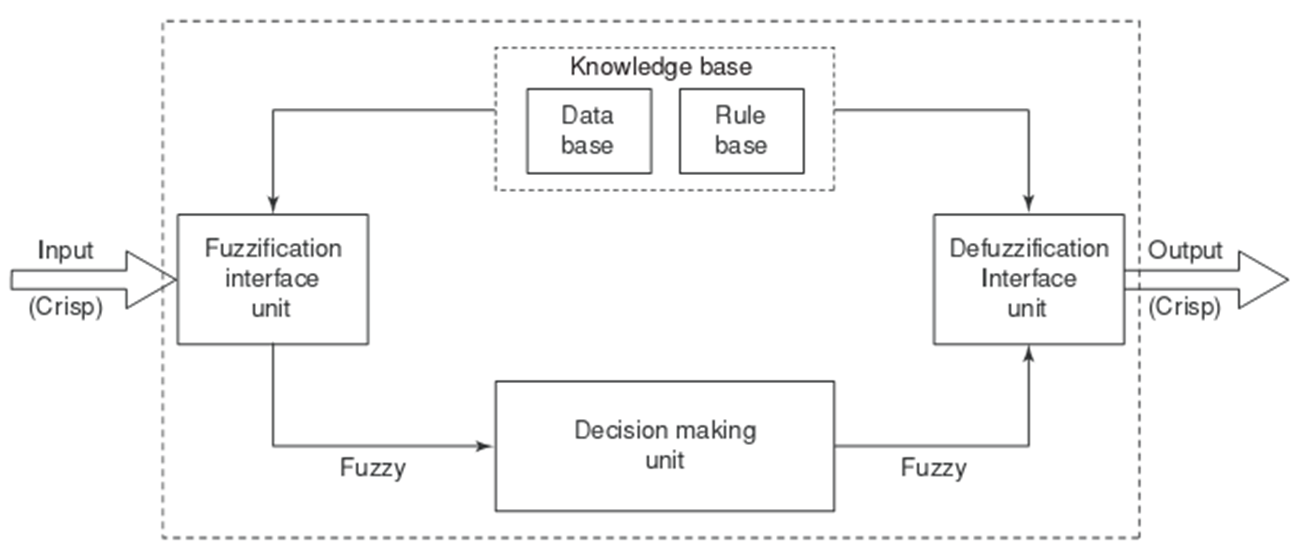 Knowledge base
Data
base
Rule
base
Input
(Crisp)
Fuzzification
interface
unit
Defuzzification
Interface
unit
Output
(Crisp)
Decision making
unit
Fuzzy
Fuzzy